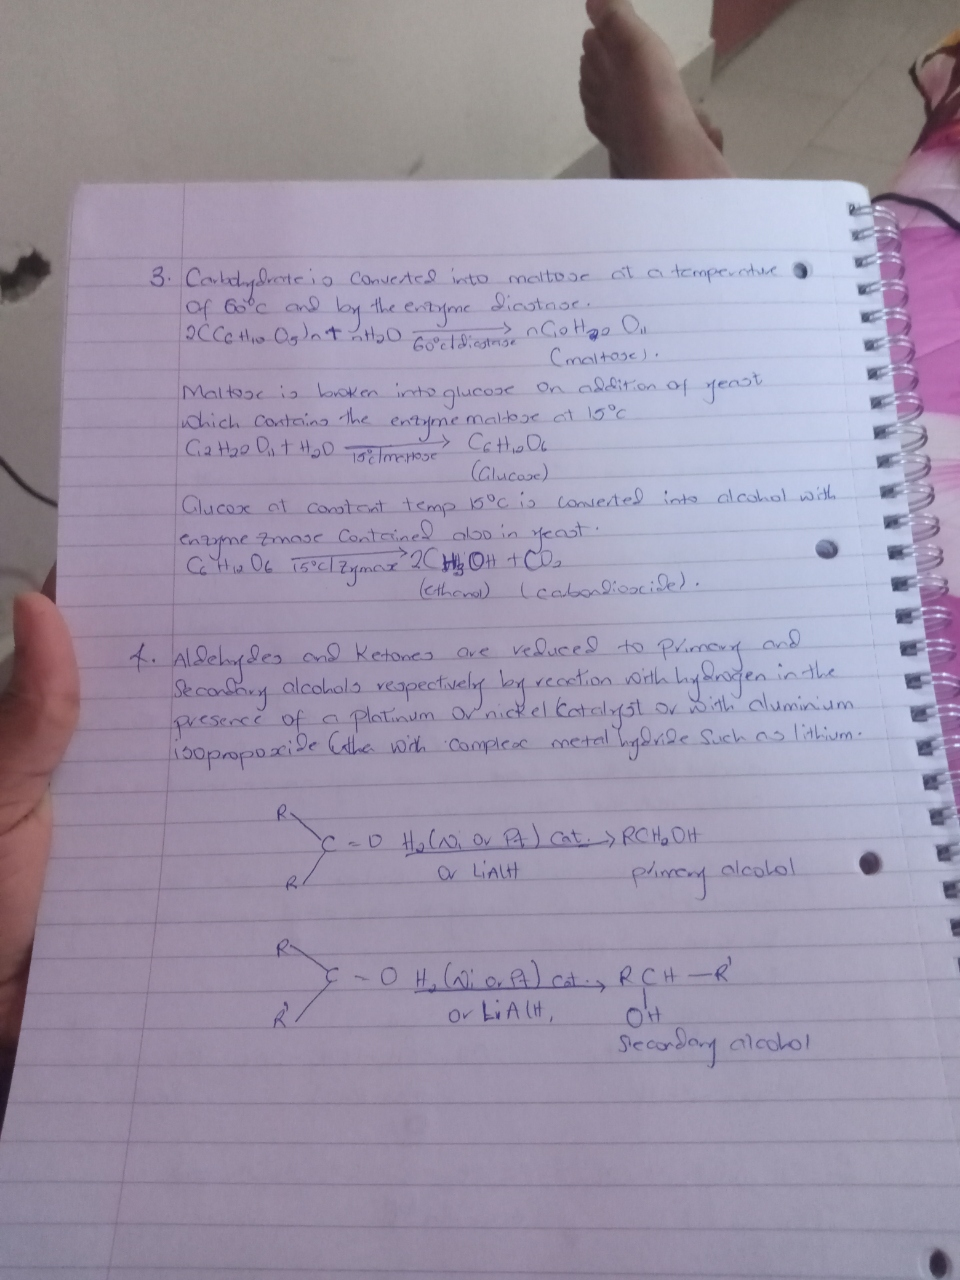 3. Carbohydrate is converted into maltose at a temperature
of 60°c and by the enzyme diastase.
2(C6H10O5)n + nH2O 60°c/diastase → nC12H22O11
(maltose).
Maltose is broken into glucose on addition of yeast
which contains the enzyme maltose at 15°c
C12H22O11 + H2O 15°c/maltose → C6H12O6
(Glucose)
Glucose at constant temp 15°C is converted into alcohol with
enzyme zmase contained also in yeast.
C6H12O6 15°c/zymax → 2CH3OH + CO2
(ethanol) (carbondioxide).
4. Aldehydes and Ketones are reduced to primary and
Secondary alcohols respectively by reaction with hydrogen in the
presence of a platinum or nickel Catalyst or with aluminium
isopropoxide with complex metal hydride such as lithium.
R
C = O H2 (Ni or Pt) cat. → RCH2OH
R or LiAlH primary alcohol
R
C = O H2 (Ni or Pt) cat. → RCH-R'
R' or LiAlH, OH
Secondary alcohol